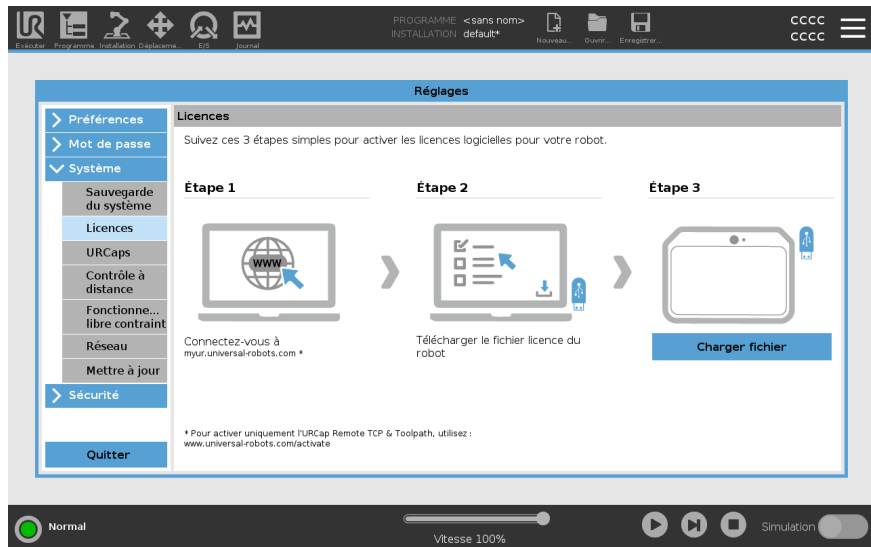 PROGRAMME <sans nom>
INSTALLATION default*
cccc
cccc
Exécuter Programme Installation Déplaceme... E/S Journal
Nouveau... Ouvrir... Enregistrer...
Réglages
Préférences
Mot de passe
Système
Sauvegarde
du système
Licences
URCaps
Contrôle à
distance
Fonctionne...
libre contraint
Réseau
Mettre à jour
Sécurité
Quitter
Licences
Suivez ces 3 étapes simples pour activer les licences logicielles pour votre robot.
Étape 1
www
Connectez-vous à
myur.universal-robots.com *
Étape 2
Télécharger le fichier licence du
robot
Étape 3
Charger fichier
* Pour activer uniquement l'URCap Remote TCP & Toolpath, utilisez :
www.universal-robots.com/activate
Normal
Vitesse 100%
Simulation